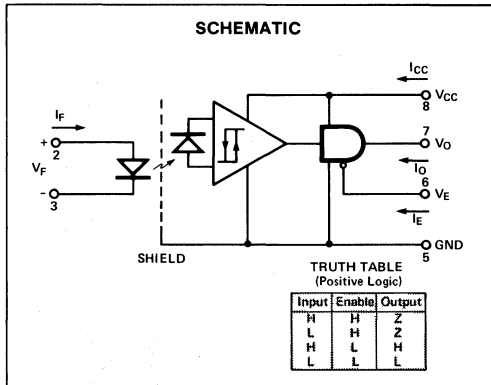 SCHEMATIC
ICC
VCC
8
IF
7
VO
+
2
IO
VF
6
VE
-
3
IE
GND
5
SHIELD
TRUTH TABLE
(Positive Logic)
Input Enable Output
H H Z
L H Z
H L H
L L L